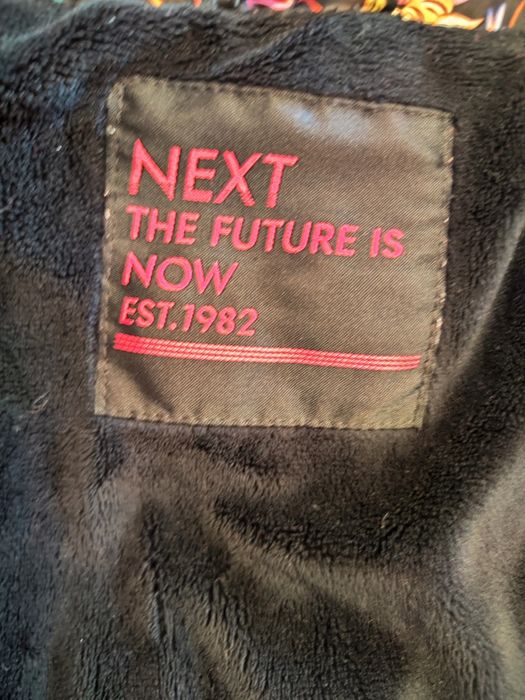 NEXT
THE FUTURE IS
NOW
EST.1982